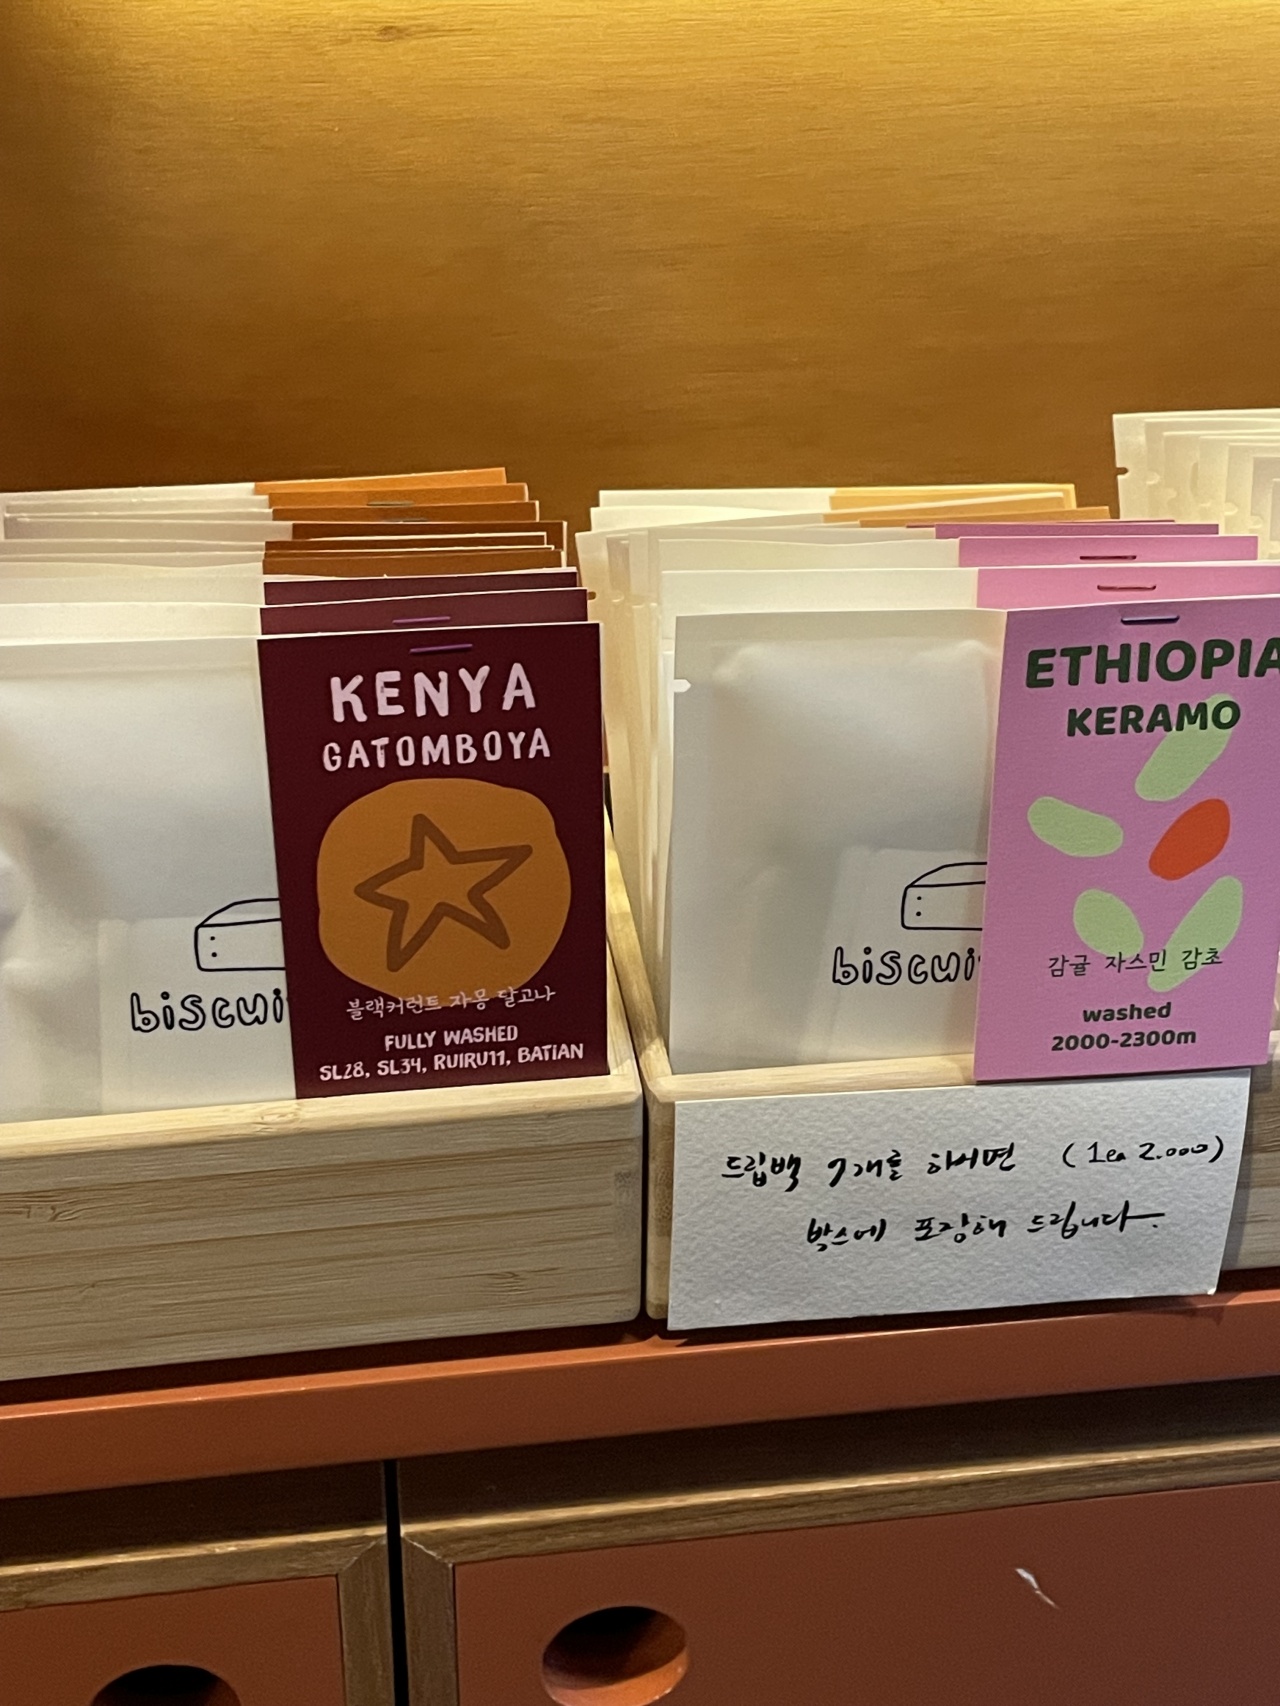 KENYA
GATOMBOYA
블랙커런트 자몽 달고나
FULLY WASHED
SL28, SL34, RUIRU11, BATIAN
biscui
ETHIOPIA
KERAMO
감귤 자스민 감초
washed
2000-2300m
biscui
드립백 7개를 하시면 (1ea 2.000)
박스에 포장해 드립니다.